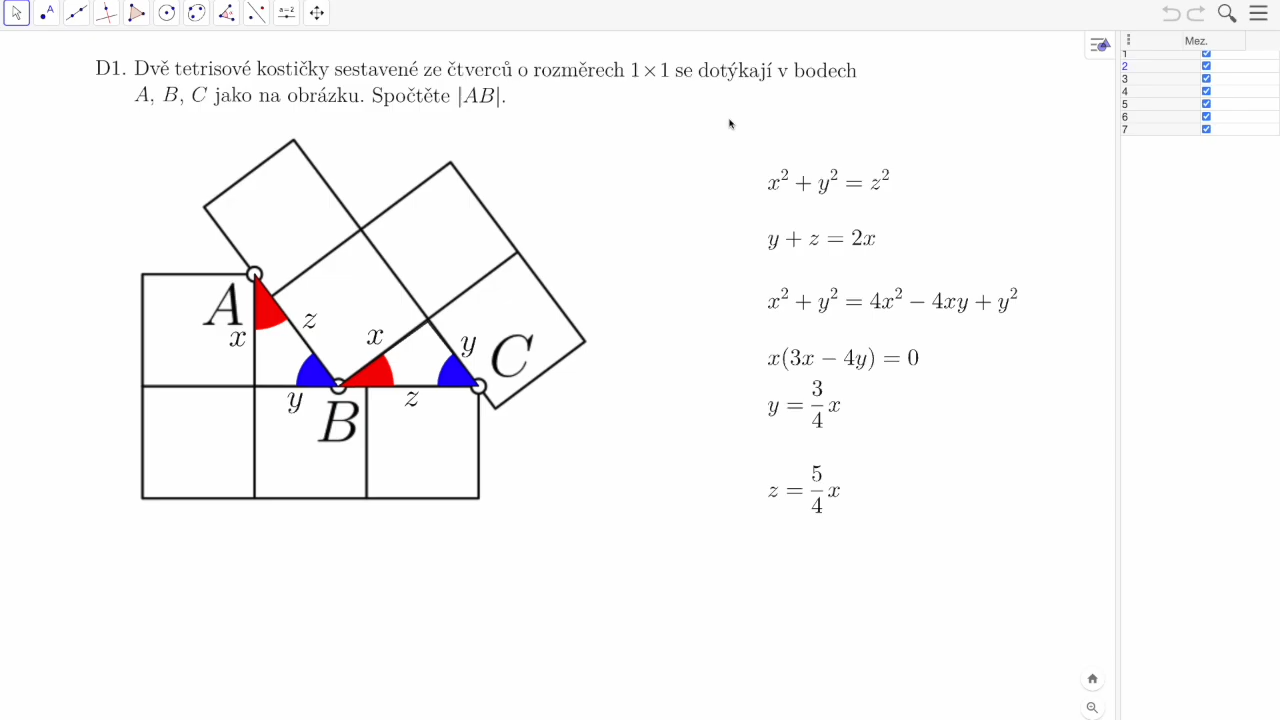 a=2
Mez.
D1. Dvě tetrisové kostičky sestavené ze čtverců o rozměrech 1×1 se dotýkají v bodech
A, B, C jako na obrázku. Spočtěte |AB|.
1
2
3
4
5
6
7
x² + y² = z²
y + z = 2x
x² + y² = 4x² − 4xy + y²
x(3x − 4y) = 0
y = 3/4 x
z = 5/4 x
A
x
z
x
y
C
y
B
z